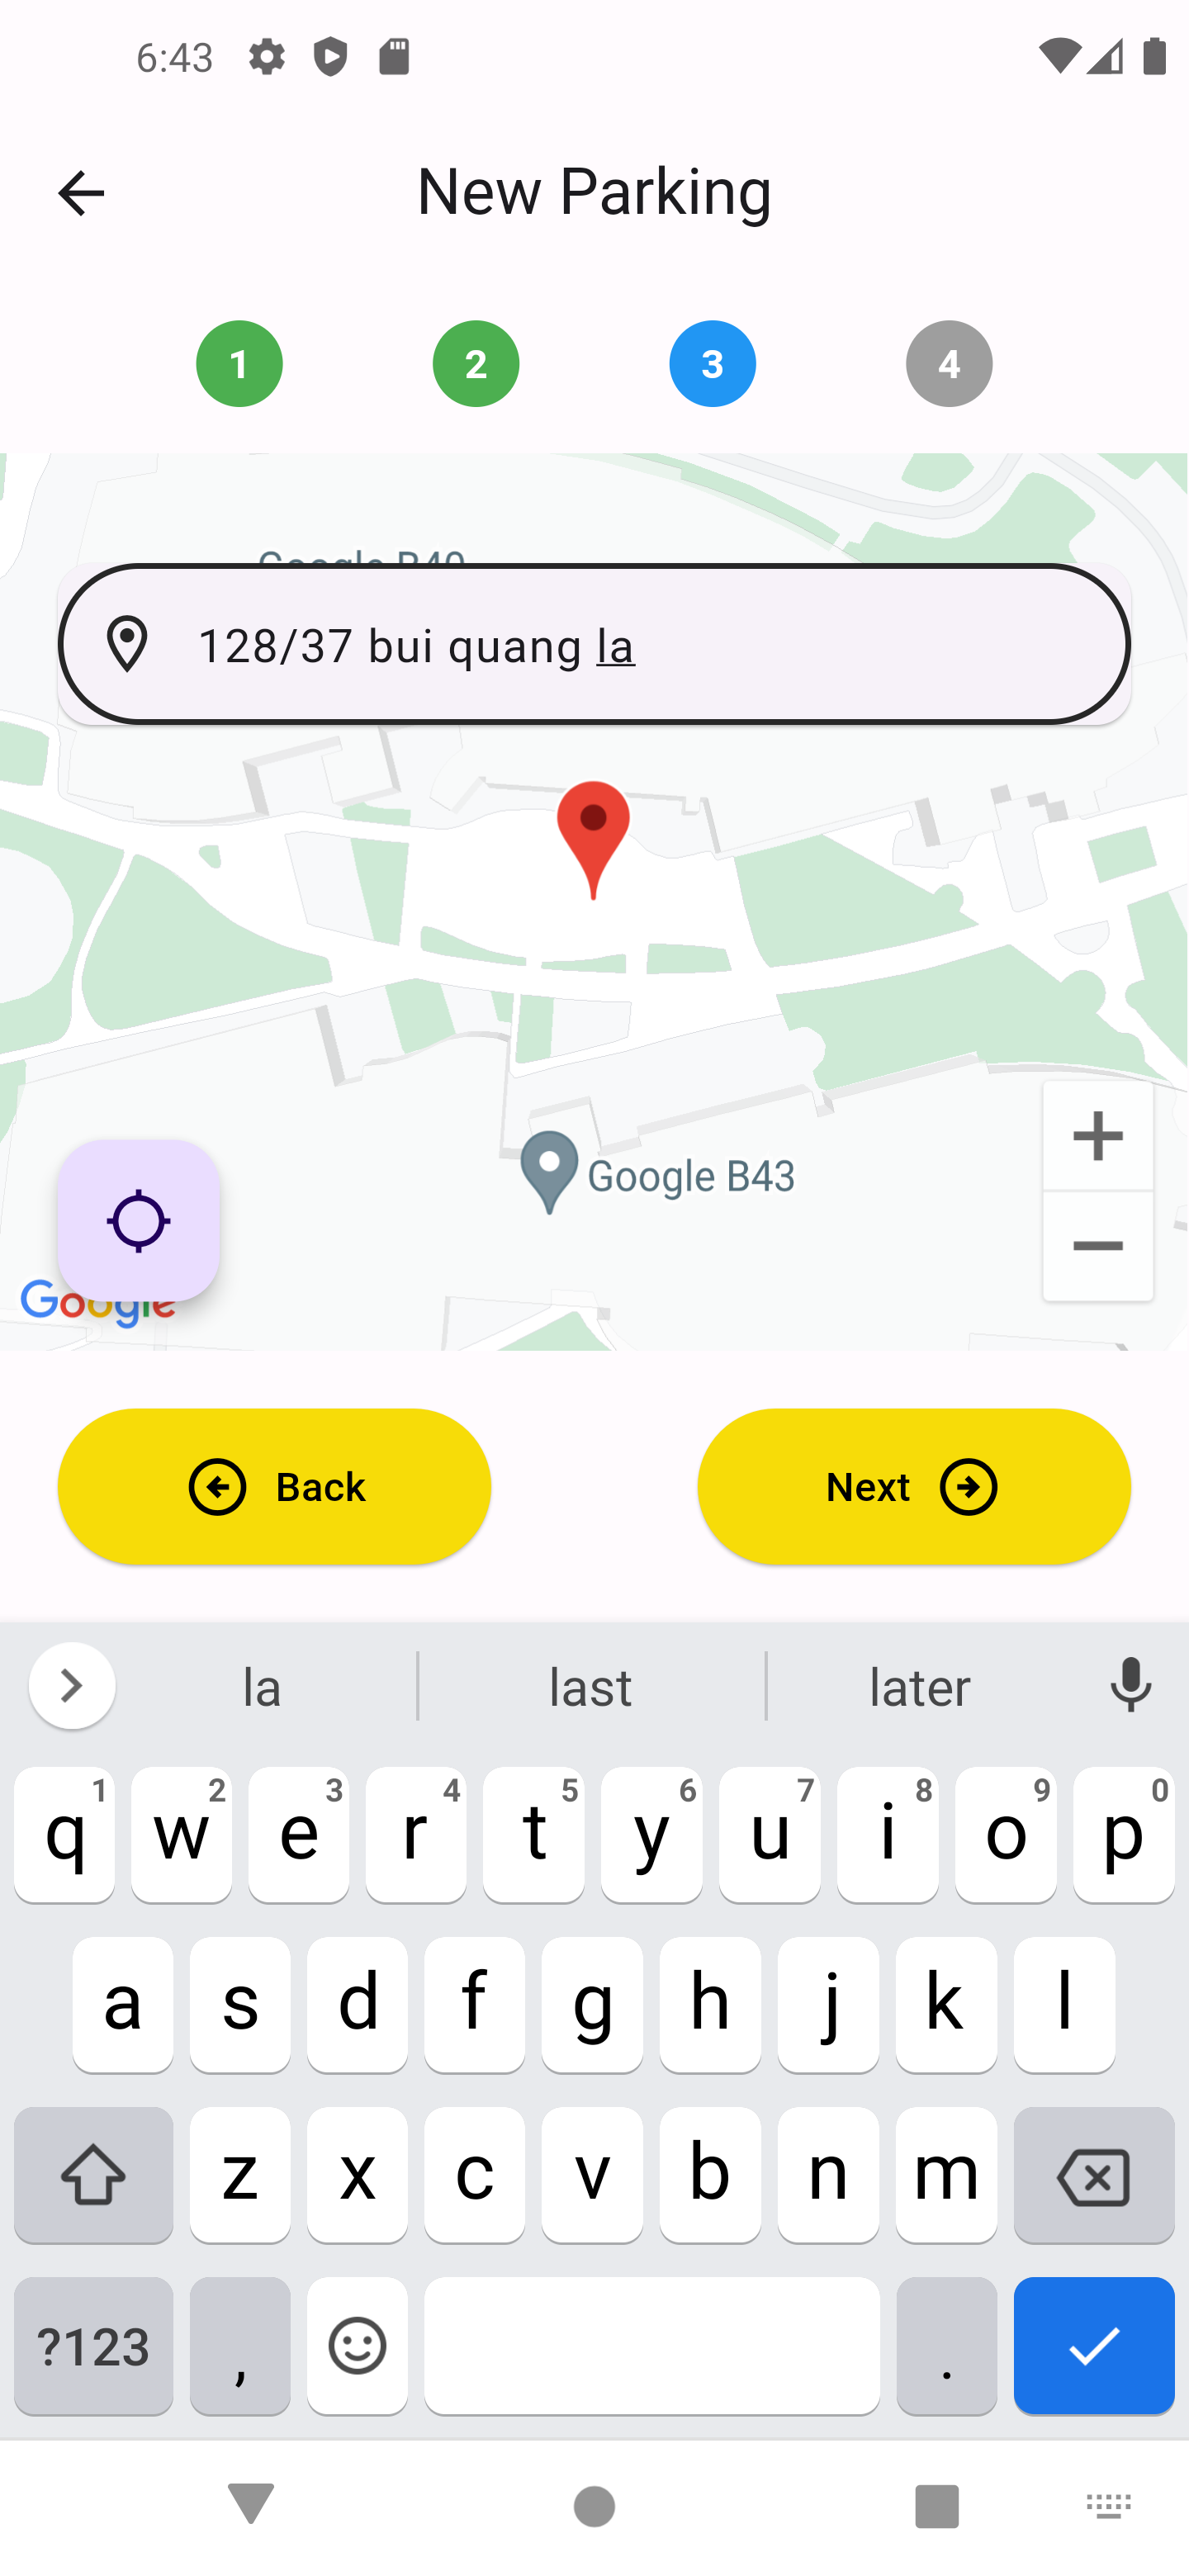 6:43
New Parking
1 2 3 4
Google B40
128/37 bui quang la
Google B43
Google
Back
Next
la last later
q 1 w 2 e 3 r 4 t 5 y 6 u 7 i 8 o 9 p 0
a s d f g h j k l
z x c v b n m
?123 , .